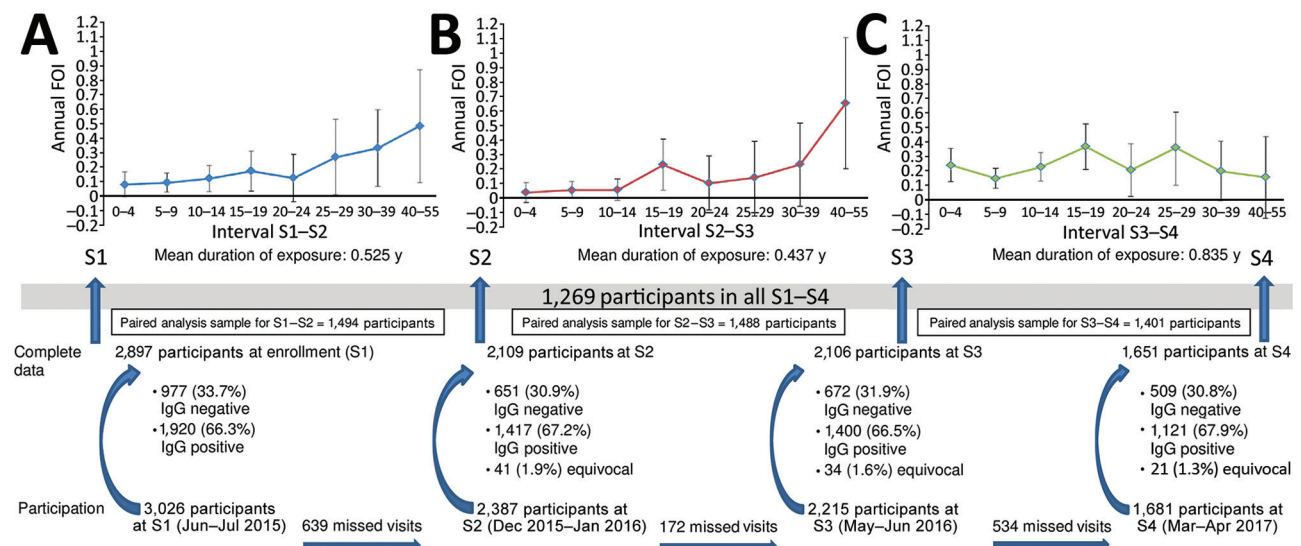 A
1.2
1.1
1
0.9
0.8
0.7
0.6
0.5
0.4
0.3
0.2
0.1
0
–0.1
–0.2
Annual FOI
0–4 5–9 10–14 15–19 20–24 25–29 30–39 40–55
Interval S1–S2
Mean duration of exposure: 0.525 y
B
1.2
1.1
1
0.9
0.8
0.7
0.6
0.5
0.4
0.3
0.2
0.1
0
–0.1
–0.2
Annual FOI
0–4 5–9 10–14 15–19 20–24 25–29 30–39 40–55
Interval S2–S3
Mean duration of exposure: 0.437 y
C
1.2
1.1
1
0.9
0.8
0.7
0.6
0.5
0.4
0.3
0.2
0.1
0
–0.1
–0.2
Annual FOI
0–4 5–9 10–14 15–19 20–24 25–29 30–39 40–55
Interval S3–S4
Mean duration of exposure: 0.835 y
S1 S2 S3 S4
1,269 participants in all S1–S4
Paired analysis sample for S1–S2 = 1,494 participants
Paired analysis sample for S2–S3 = 1,488 participants
Paired analysis sample for S3–S4 = 1,401 participants
Complete
data
2,897 participants at enrollment (S1)
• 977 (33.7%)
IgG negative
• 1,920 (66.3%)
IgG positive
2,109 participants at S2
• 651 (30.9%)
IgG negative
• 1,417 (67.2%)
IgG positive
• 41 (1.9%) equivocal
2,106 participants at S3
• 672 (31.9%)
IgG negative
• 1,400 (66.5%)
IgG positive
• 34 (1.6%) equivocal
1,651 participants at S4
• 509 (30.8%)
IgG negative
• 1,121 (67.9%)
IgG positive
• 21 (1.3%) equivocal
Participation
3,026 participants
at S1 (Jun–Jul 2015)
639 missed visits
2,387 participants at
S2 (Dec 2015–Jan 2016)
172 missed visits
2,215 participants at
S3 (May–Jun 2016)
534 missed visits
1,681 participants at
S4 (Mar–Apr 2017)